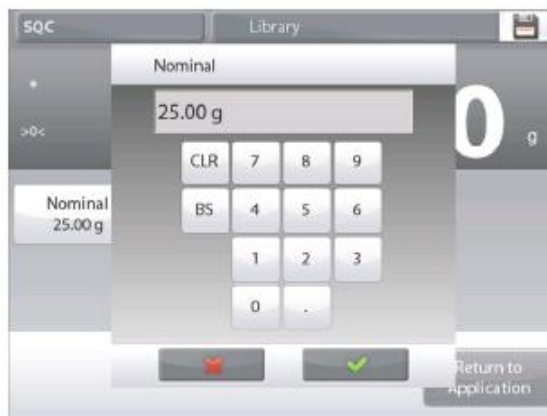 SQC
Library
Nominal
25.00 g
>0<
0 g
Nominal
25.00 g
CLR 7 8 9
BS 4 5 6
1 2 3
0 .
Return to
Application